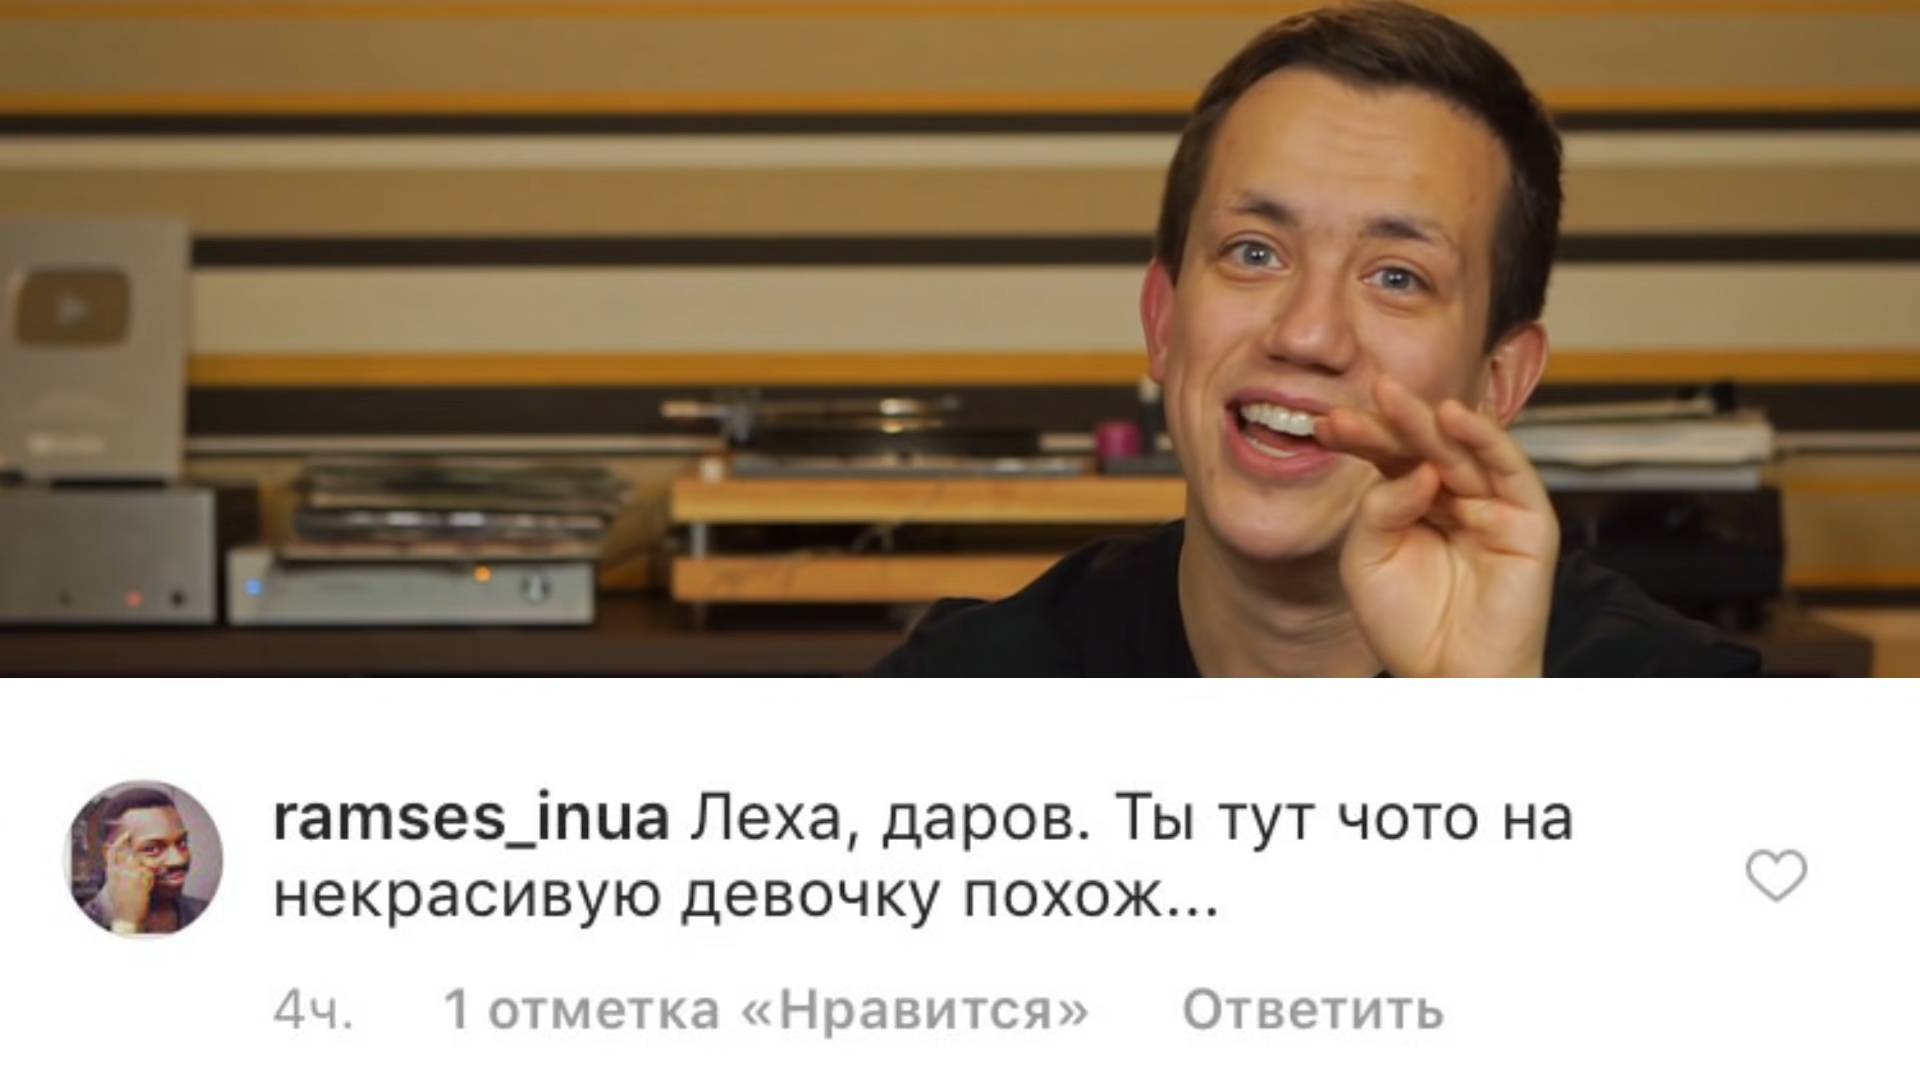 ramses_inua Леха, даров. Ты тут чото на
некрасивую девочку похож...
4ч. 1 отметка «Нравится» Ответить